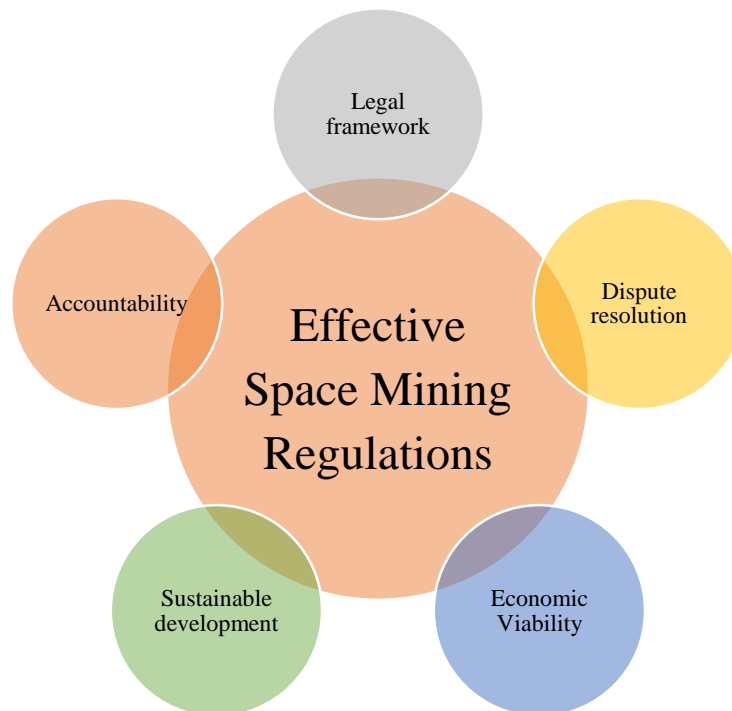 Legal
framework
Accountability
Dispute
resolution
Effective
Space Mining
Regulations
Sustainable
development
Economic
Viability